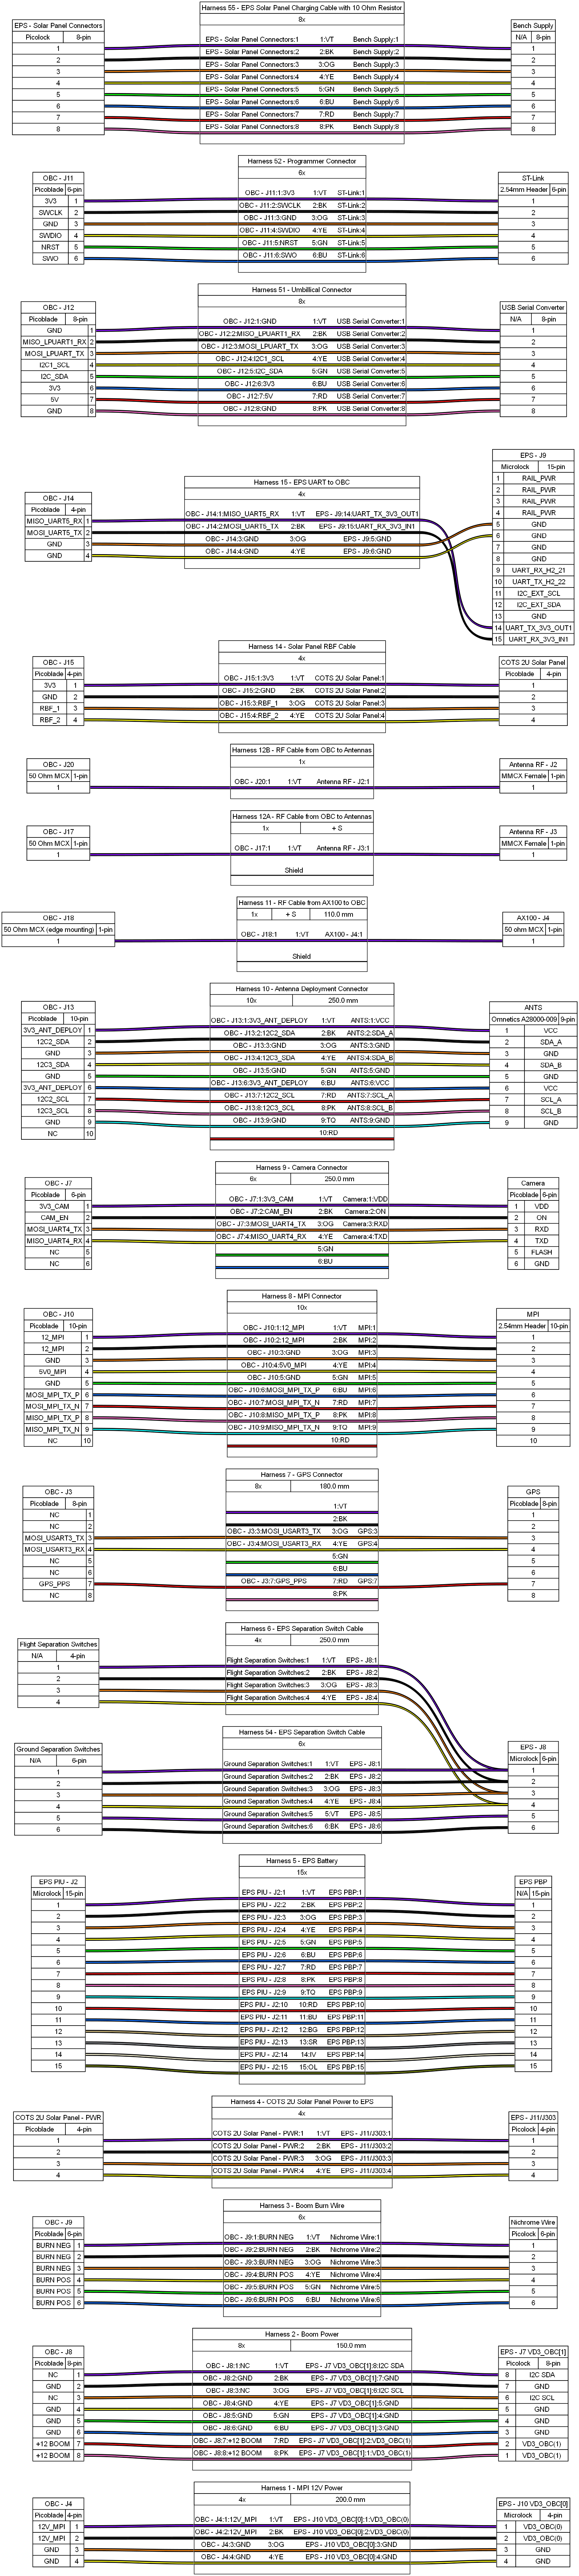 Harness 55 - EPS Solar Panel Charging Cable with 10 Ohm Resistor
8x
EPS - Solar Panel Connectors
Picolock 8-pin
1
2
3
4
5
6
7
8
EPS - Solar Panel Connectors:1 1:VT Bench Supply:1
EPS - Solar Panel Connectors:2 2:BK Bench Supply:2
EPS - Solar Panel Connectors:3 3:OG Bench Supply:3
EPS - Solar Panel Connectors:4 4:YE Bench Supply:4
EPS - Solar Panel Connectors:5 5:GN Bench Supply:5
EPS - Solar Panel Connectors:6 6:BU Bench Supply:6
EPS - Solar Panel Connectors:7 7:RD Bench Supply:7
EPS - Solar Panel Connectors:8 8:PK Bench Supply:8
Bench Supply
N/A 8-pin
1
2
3
4
5
6
7
8
Harness 52 - Programmer Connector
6x
OBC - J11
Picoblade 6-pin
3V3 1
SWCLK 2
GND 3
SWDIO 4
NRST 5
SWO 6
OBC - J11:1:3V3 1:VT ST-Link:1
OBC - J11:2:SWCLK 2:BK ST-Link:2
OBC - J11:3:GND 3:OG ST-Link:3
OBC - J11:4:SWDIO 4:YE ST-Link:4
OBC - J11:5:NRST 5:GN ST-Link:5
OBC - J11:6:SWO 6:BU ST-Link:6
ST-Link
2.54mm Header 6-pin
1
2
3
4
5
6
Harness 51 - Umbillical Connector
8x
OBC - J12
Picoblade 8-pin
GND 1
MISO_LPUART1_RX 2
MOSI_LPUART_TX 3
I2C1_SCL 4
I2C_SDA 5
3V3 6
5V 7
GND 8
OBC - J12:1:GND 1:VT USB Serial Converter:1
OBC - J12:2:MISO_LPUART1_RX 2:BK USB Serial Converter:2
OBC - J12:3:MOSI_LPUART_TX 3:OG USB Serial Converter:3
OBC - J12:4:I2C1_SCL 4:YE USB Serial Converter:4
OBC - J12:5:I2C_SDA 5:GN USB Serial Converter:5
OBC - J12:6:3V3 6:BU USB Serial Converter:6
OBC - J12:7:5V 7:RD USB Serial Converter:7
OBC - J12:8:GND 8:PK USB Serial Converter:8
USB Serial Converter
N/A 8-pin
1
2
3
4
5
6
7
8
Harness 15 - EPS UART to OBC
4x
OBC - J14
Picoblade 4-pin
MISO_UART5_RX 1
MOSI_UART5_TX 2
GND 3
GND 4
OBC - J14:1:MISO_UART5_RX 1:VT EPS - J9:14:UART_TX_3V3_OUT1
OBC - J14:2:MOSI_UART5_TX 2:BK EPS - J9:15:UART_RX_3V3_IN1
OBC - J14:3:GND 3:OG EPS - J9:5:GND
OBC - J14:4:GND 4:YE EPS - J9:6:GND
EPS - J9
Microlock 15-pin
1 RAIL_PWR
2 RAIL_PWR
3 RAIL_PWR
4 RAIL_PWR
5 GND
6 GND
7 GND
8 GND
9 UART_RX_H2_21
10 UART_TX_H2_22
11 I2C_EXT_SCL
12 I2C_EXT_SDA
13 GND
14 UART_TX_3V3_OUT1
15 UART_RX_3V3_IN1
Harness 14 - Solar Panel RBF Cable
4x
OBC - J15
Picoblade 4-pin
3V3 1
GND 2
RBF_1 3
RBF_2 4
OBC - J15:1:3V3 1:VT COTS 2U Solar Panel:1
OBC - J15:2:GND 2:BK COTS 2U Solar Panel:2
OBC - J15:3:RBF_1 3:OG COTS 2U Solar Panel:3
OBC - J15:4:RBF_2 4:YE COTS 2U Solar Panel:4
COTS 2U Solar Panel
Picoblade 4-pin
1
2
3
4
Harness 12B - RF Cable from OBC to Antennas
1x
OBC - J20
50 Ohm MCX 1-pin
1
OBC - J20:1 1:VT Antenna RF - J2:1
Antenna RF - J2
MMCX Female 1-pin
1
Harness 12A - RF Cable from OBC to Antennas
1x + S
OBC - J17
50 Ohm MCX 1-pin
1
OBC - J17:1 1:VT Antenna RF - J3:1
Shield
Antenna RF - J3
MMCX Female 1-pin
1
Harness 11 - RF Cable from AX100 to OBC
1x + S 110.0 mm
OBC - J18
50 Ohm MCX (edge mounting) 1-pin
1
OBC - J18:1 1:VT AX100 - J4:1
Shield
AX100 - J4
50 ohm MCX 1-pin
1
Harness 10 - Antenna Deployment Connector
10x 250.0 mm
OBC - J13
Picoblade 10-pin
3V3_ANT_DEPLOY 1
12C2_SDA 2
GND 3
12C3_SDA 4
GND 5
3V3_ANT_DEPLOY 6
12C2_SCL 7
12C3_SCL 8
GND 9
NC 10
OBC - J13:1:3V3_ANT_DEPLOY 1:VT ANTS:1:VCC
OBC - J13:2:12C2_SDA 2:BK ANTS:2:SDA_A
OBC - J13:3:GND 3:OG ANTS:3:GND
OBC - J13:4:12C3_SDA 4:YE ANTS:4:SDA_B
OBC - J13:5:GND 5:GN ANTS:5:GND
OBC - J13:6:3V3_ANT_DEPLOY 6:BU ANTS:6:VCC
OBC - J13:7:12C2_SCL 7:RD ANTS:7:SCL_A
OBC - J13:8:12C3_SCL 8:PK ANTS:8:SCL_B
OBC - J13:9:GND 9:TQ ANTS:9:GND
10:RD
ANTS
Omnetics A28000-009 9-pin
1 VCC
2 SDA_A
3 GND
4 SDA_B
5 GND
6 VCC
7 SCL_A
8 SCL_B
9 GND
Harness 9 - Camera Connector
6x 250.0 mm
OBC - J7
Picoblade 6-pin
3V3_CAM 1
CAM_EN 2
MOSI_UART4_TX 3
MISO_UART4_RX 4
NC 5
NC 6
OBC - J7:1:3V3_CAM 1:VT Camera:1:VDD
OBC - J7:2:CAM_EN 2:BK Camera:2:ON
OBC - J7:3:MOSI_UART4_TX 3:OG Camera:3:RXD
OBC - J7:4:MISO_UART4_RX 4:YE Camera:4:TXD
5:GN
6:BU
Camera
Picoblade 6-pin
1 VDD
2 ON
3 RXD
4 TXD
5 FLASH
6 GND
Harness 8 - MPI Connector
10x
OBC - J10
Picoblade 10-pin
12_MPI 1
12_MPI 2
GND 3
5V0_MPI 4
GND 5
MOSI_MPI_TX_P 6
MOSI_MPI_TX_N 7
MISO_MPI_TX_P 8
MISO_MPI_TX_N 9
NC 10
OBC - J10:1:12_MPI 1:VT MPI:1
OBC - J10:2:12_MPI 2:BK MPI:2
OBC - J10:3:GND 3:OG MPI:3
OBC - J10:4:5V0_MPI 4:YE MPI:4
OBC - J10:5:GND 5:GN MPI:5
OBC - J10:6:MOSI_MPI_TX_P 6:BU MPI:6
OBC - J10:7:MOSI_MPI_TX_N 7:RD MPI:7
OBC - J10:8:MISO_MPI_TX_P 8:PK MPI:8
OBC - J10:9:MISO_MPI_TX_N 9:TQ MPI:9
10:RD
MPI
2.54mm Header 10-pin
1
2
3
4
5
6
7
8
9
10
Harness 7 - GPS Connector
8x 180.0 mm
OBC - J3
Picoblade 8-pin
NC 1
NC 2
MOSI_USART3_TX 3
MOSI_USART3_RX 4
NC 5
NC 6
GPS_PPS 7
NC 8
1:VT
2:BK
OBC - J3:3:MOSI_USART3_TX 3:OG GPS:3
OBC - J3:4:MOSI_USART3_RX 4:YE GPS:4
5:GN
6:BU
OBC - J3:7:GPS_PPS 7:RD GPS:7
8:PK
GPS
Picoblade 8-pin
1
2
3
4
5
6
7
8
Harness 6 - EPS Separation Switch Cable
4x 250.0 mm
Flight Separation Switches
N/A 4-pin
1
2
3
4
Flight Separation Switches:1 1:VT EPS - J8:1
Flight Separation Switches:2 2:BK EPS - J8:2
Flight Separation Switches:3 3:OG EPS - J8:3
Flight Separation Switches:4 4:YE EPS - J8:4
Harness 54 - EPS Separation Switch Cable
6x
Ground Separation Switches
N/A 6-pin
1
2
3
4
5
6
Ground Separation Switches:1 1:VT EPS - J8:1
Ground Separation Switches:2 2:BK EPS - J8:2
Ground Separation Switches:3 3:OG EPS - J8:3
Ground Separation Switches:4 4:YE EPS - J8:4
Ground Separation Switches:5 5:VT EPS - J8:5
Ground Separation Switches:6 6:BK EPS - J8:6
EPS - J8
Microlock 6-pin
1
2
3
4
5
6
Harness 5 - EPS Battery
15x
EPS PIU - J2
Microlock 15-pin
1
2
3
4
5
6
7
8
9
10
11
12
13
14
15
EPS PIU - J2:1 1:VT EPS PBP:1
EPS PIU - J2:2 2:BK EPS PBP:2
EPS PIU - J2:3 3:OG EPS PBP:3
EPS PIU - J2:4 4:YE EPS PBP:4
EPS PIU - J2:5 5:GN EPS PBP:5
EPS PIU - J2:6 6:BU EPS PBP:6
EPS PIU - J2:7 7:RD EPS PBP:7
EPS PIU - J2:8 8:PK EPS PBP:8
EPS PIU - J2:9 9:TQ EPS PBP:9
EPS PIU - J2:10 10:RD EPS PBP:10
EPS PIU - J2:11 11:BU EPS PBP:11
EPS PIU - J2:12 12:BG EPS PBP:12
EPS PIU - J2:13 13:SR EPS PBP:13
EPS PIU - J2:14 14:IV EPS PBP:14
EPS PIU - J2:15 15:OL EPS PBP:15
EPS PBP
N/A 15-pin
1
2
3
4
5
6
7
8
9
10
11
12
13
14
15
Harness 4 - COTS 2U Solar Panel Power to EPS
4x
COTS 2U Solar Panel - PWR
Picoblade 4-pin
1
2
3
4
COTS 2U Solar Panel - PWR:1 1:VT EPS - J11/J303:1
COTS 2U Solar Panel - PWR:2 2:BK EPS - J11/J303:2
COTS 2U Solar Panel - PWR:3 3:OG EPS - J11/J303:3
COTS 2U Solar Panel - PWR:4 4:YE EPS - J11/J303:4
EPS - J11/J303
Picolock 4-pin
1
2
3
4
Harness 3 - Boom Burn Wire
6x
OBC - J9
Picoblade 6-pin
BURN NEG 1
BURN NEG 2
BURN NEG 3
BURN POS 4
BURN POS 5
BURN POS 6
OBC - J9:1:BURN NEG 1:VT Nichrome Wire:1
OBC - J9:2:BURN NEG 2:BK Nichrome Wire:2
OBC - J9:3:BURN NEG 3:OG Nichrome Wire:3
OBC - J9:4:BURN POS 4:YE Nichrome Wire:4
OBC - J9:5:BURN POS 5:GN Nichrome Wire:5
OBC - J9:6:BURN POS 6:BU Nichrome Wire:6
Nichrome Wire
Picolock 6-pin
1
2
3
4
5
6
Harness 2 - Boom Power
8x 150.0 mm
OBC - J8
Picoblade 8-pin
NC 1
GND 2
NC 3
GND 4
GND 5
GND 6
+12 BOOM 7
+12 BOOM 8
OBC - J8:1:NC 1:VT EPS - J7 VD3_OBC[1]:8:I2C SDA
OBC - J8:2:GND 2:BK EPS - J7 VD3_OBC[1]:7:GND
OBC - J8:3:NC 3:OG EPS - J7 VD3_OBC[1]:6:I2C SCL
OBC - J8:4:GND 4:YE EPS - J7 VD3_OBC[1]:5:GND
OBC - J8:5:GND 5:GN EPS - J7 VD3_OBC[1]:4:GND
OBC - J8:6:GND 6:BU EPS - J7 VD3_OBC[1]:3:GND
OBC - J8:7:+12 BOOM 7:RD EPS - J7 VD3_OBC[1]:2:VD3_OBC(1)
OBC - J8:8:+12 BOOM 8:PK EPS - J7 VD3_OBC[1]:1:VD3_OBC(1)
EPS - J7 VD3_OBC[1]
Picolock 8-pin
8 I2C SDA
7 GND
6 I2C SCL
5 GND
4 GND
3 GND
2 VD3_OBC(1)
1 VD3_OBC(1)
Harness 1 - MPI 12V Power
4x 200.0 mm
OBC - J4
Picoblade 4-pin
12V_MPI 1
12V_MPI 2
GND 3
GND 4
OBC - J4:1:12V_MPI 1:VT EPS - J10 VD3_OBC[0]:1:VD3_OBC(0)
OBC - J4:2:12V_MPI 2:BK EPS - J10 VD3_OBC[0]:2:VD3_OBC(0)
OBC - J4:3:GND 3:OG EPS - J10 VD3_OBC[0]:3:GND
OBC - J4:4:GND 4:YE EPS - J10 VD3_OBC[0]:4:GND
EPS - J10 VD3_OBC[0]
Microlock 4-pin
1 VD3_OBC(0)
2 VD3_OBC(0)
3 GND
4 GND